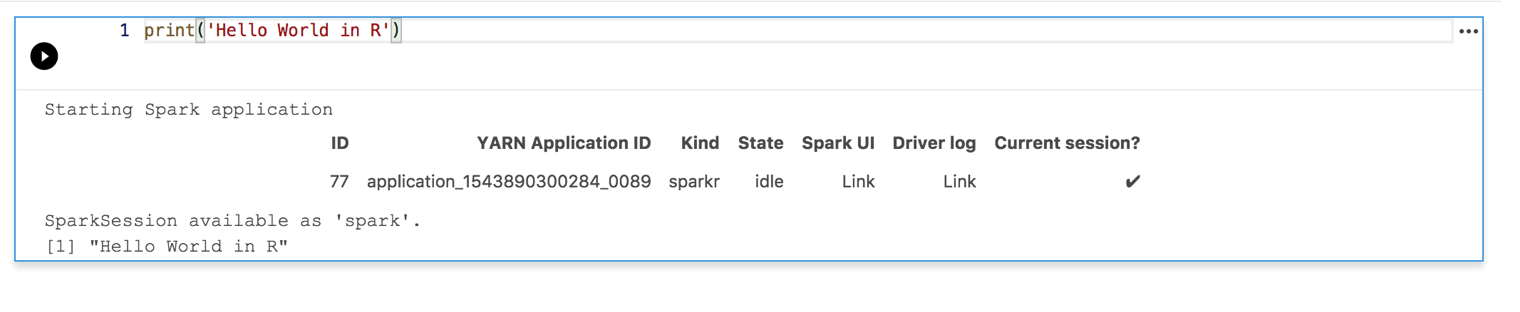 1 print('Hello World in R')
Starting Spark application
ID YARN Application ID Kind State Spark UI Driver log Current session?
77 application_1543890300284_0089 sparkr idle Link Link ✔
SparkSession available as 'spark'.
[1] "Hello World in R"